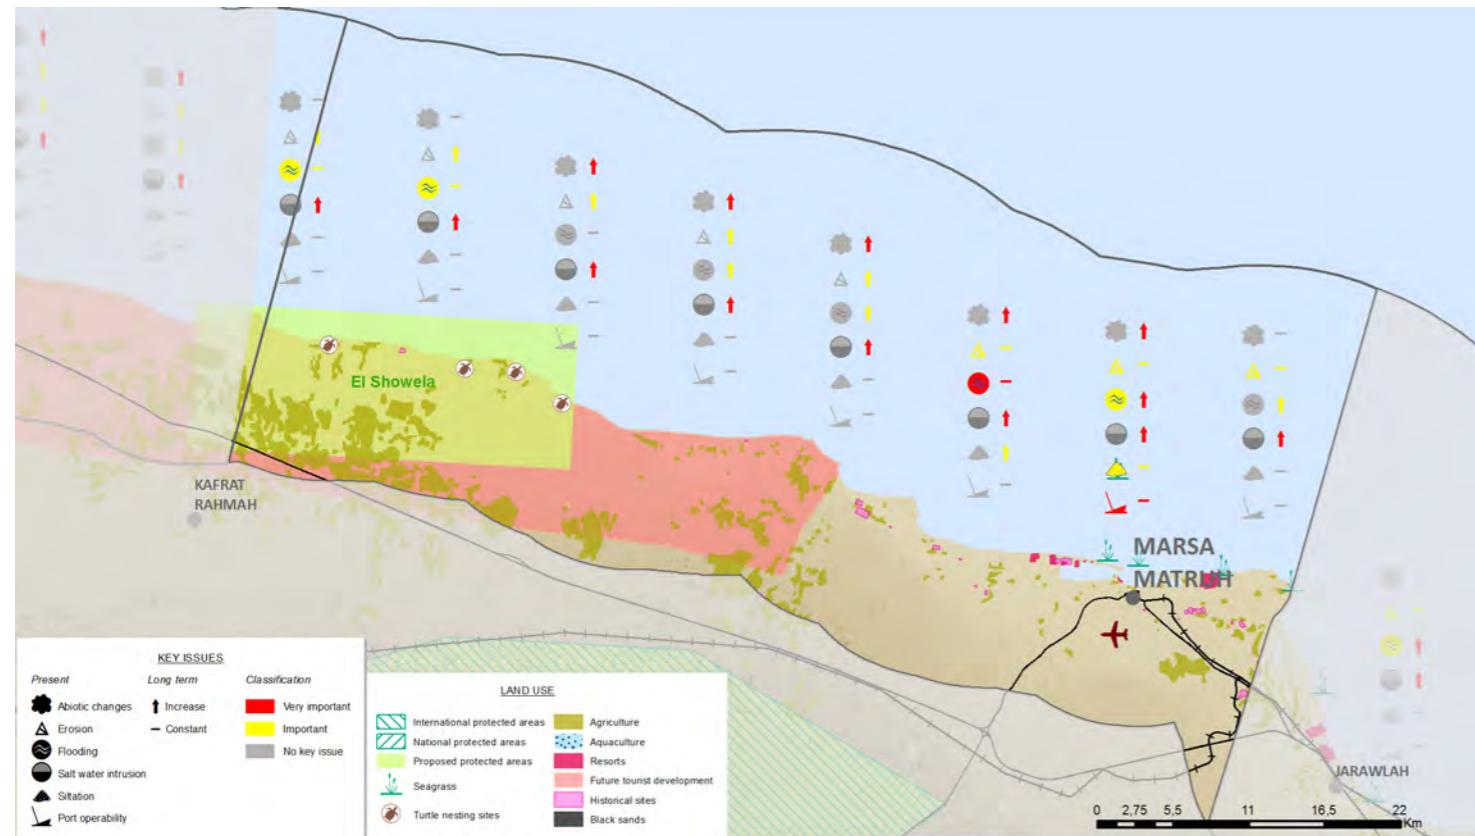 El Showela
KAFRAT
RAHMAH
MARSA
MATRUH
JARAWLAH
KEY ISSUES
Present Long term Classification
Abiotic changes Increase Very important
Erosion Constant Important
Flooding No key issue
Salt water intrusion
Siltation
Port operability
LAND USE
International protected areas Agriculture
National protected areas Aquaculture
Proposed protected areas Resorts
Seagrass Future tourist development
Historical sites
Turtle nesting sites Black sands
0 2,75 5,5 11 16,5 22
Km